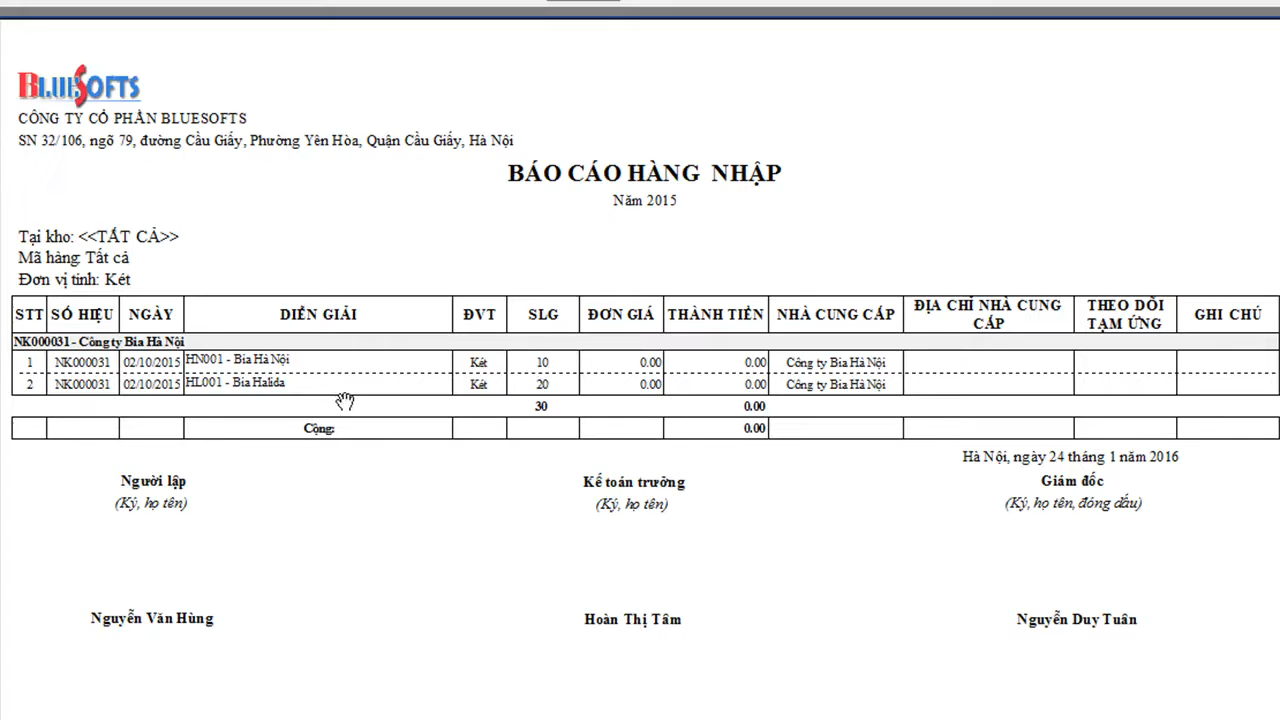 BLUESOFTS
CÔNG TY CỔ PHẦN BLUESOFTS
SN 32/106, ngõ 79, đường Cầu Giấy, Phường Yên Hòa, Quận Cầu Giấy, Hà Nội
BÁO CÁO HÀNG NHẬP
Năm 2015
Tại kho: <<TẤT CẢ>>
Mã hàng: Tất cả
Đơn vị tính: Két
STT SỐ HIỆU NGÀY DIỄN GIẢI ĐVT SLG ĐƠN GIÁ THÀNH TIỀN NHÀ CUNG CẤP ĐỊA CHỈ NHÀ CUNG CẤP THEO DÕI TẠM ỨNG GHI CHÚ
NK000031 - Công ty Bia Hà Nội
1 NK000031 02/10/2015 HN001 - Bia Hà Nội Két 10 0.00 0.00 Công ty Bia Hà Nội
2 NK000031 02/10/2015 HL001 - Bia Halida Két 20 0.00 0.00 Công ty Bia Hà Nội
30 0.00
Cộng: 0.00
Hà Nội, ngày 24 tháng 1 năm 2016
Người lập Kế toán trưởng Giám đốc
(Ký, họ tên) (Ký, họ tên) (Ký, họ tên, đóng dấu)
Nguyễn Văn Hùng Hoàn Thị Tâm Nguyễn Duy Tuân